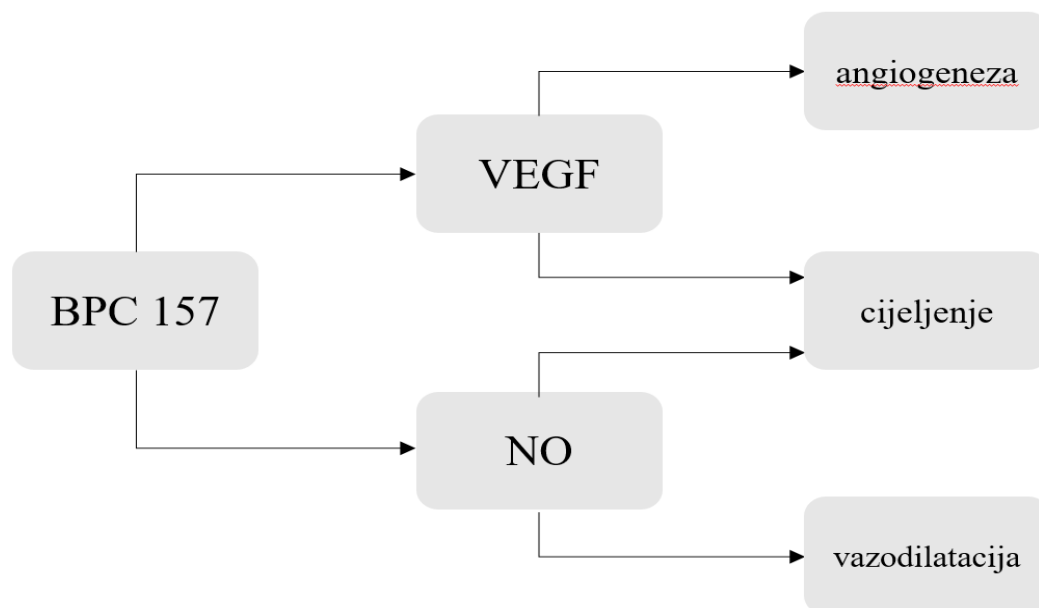 angiogeneza
VEGF
BPC 157
cijeljenje
NO
vazodilatacija